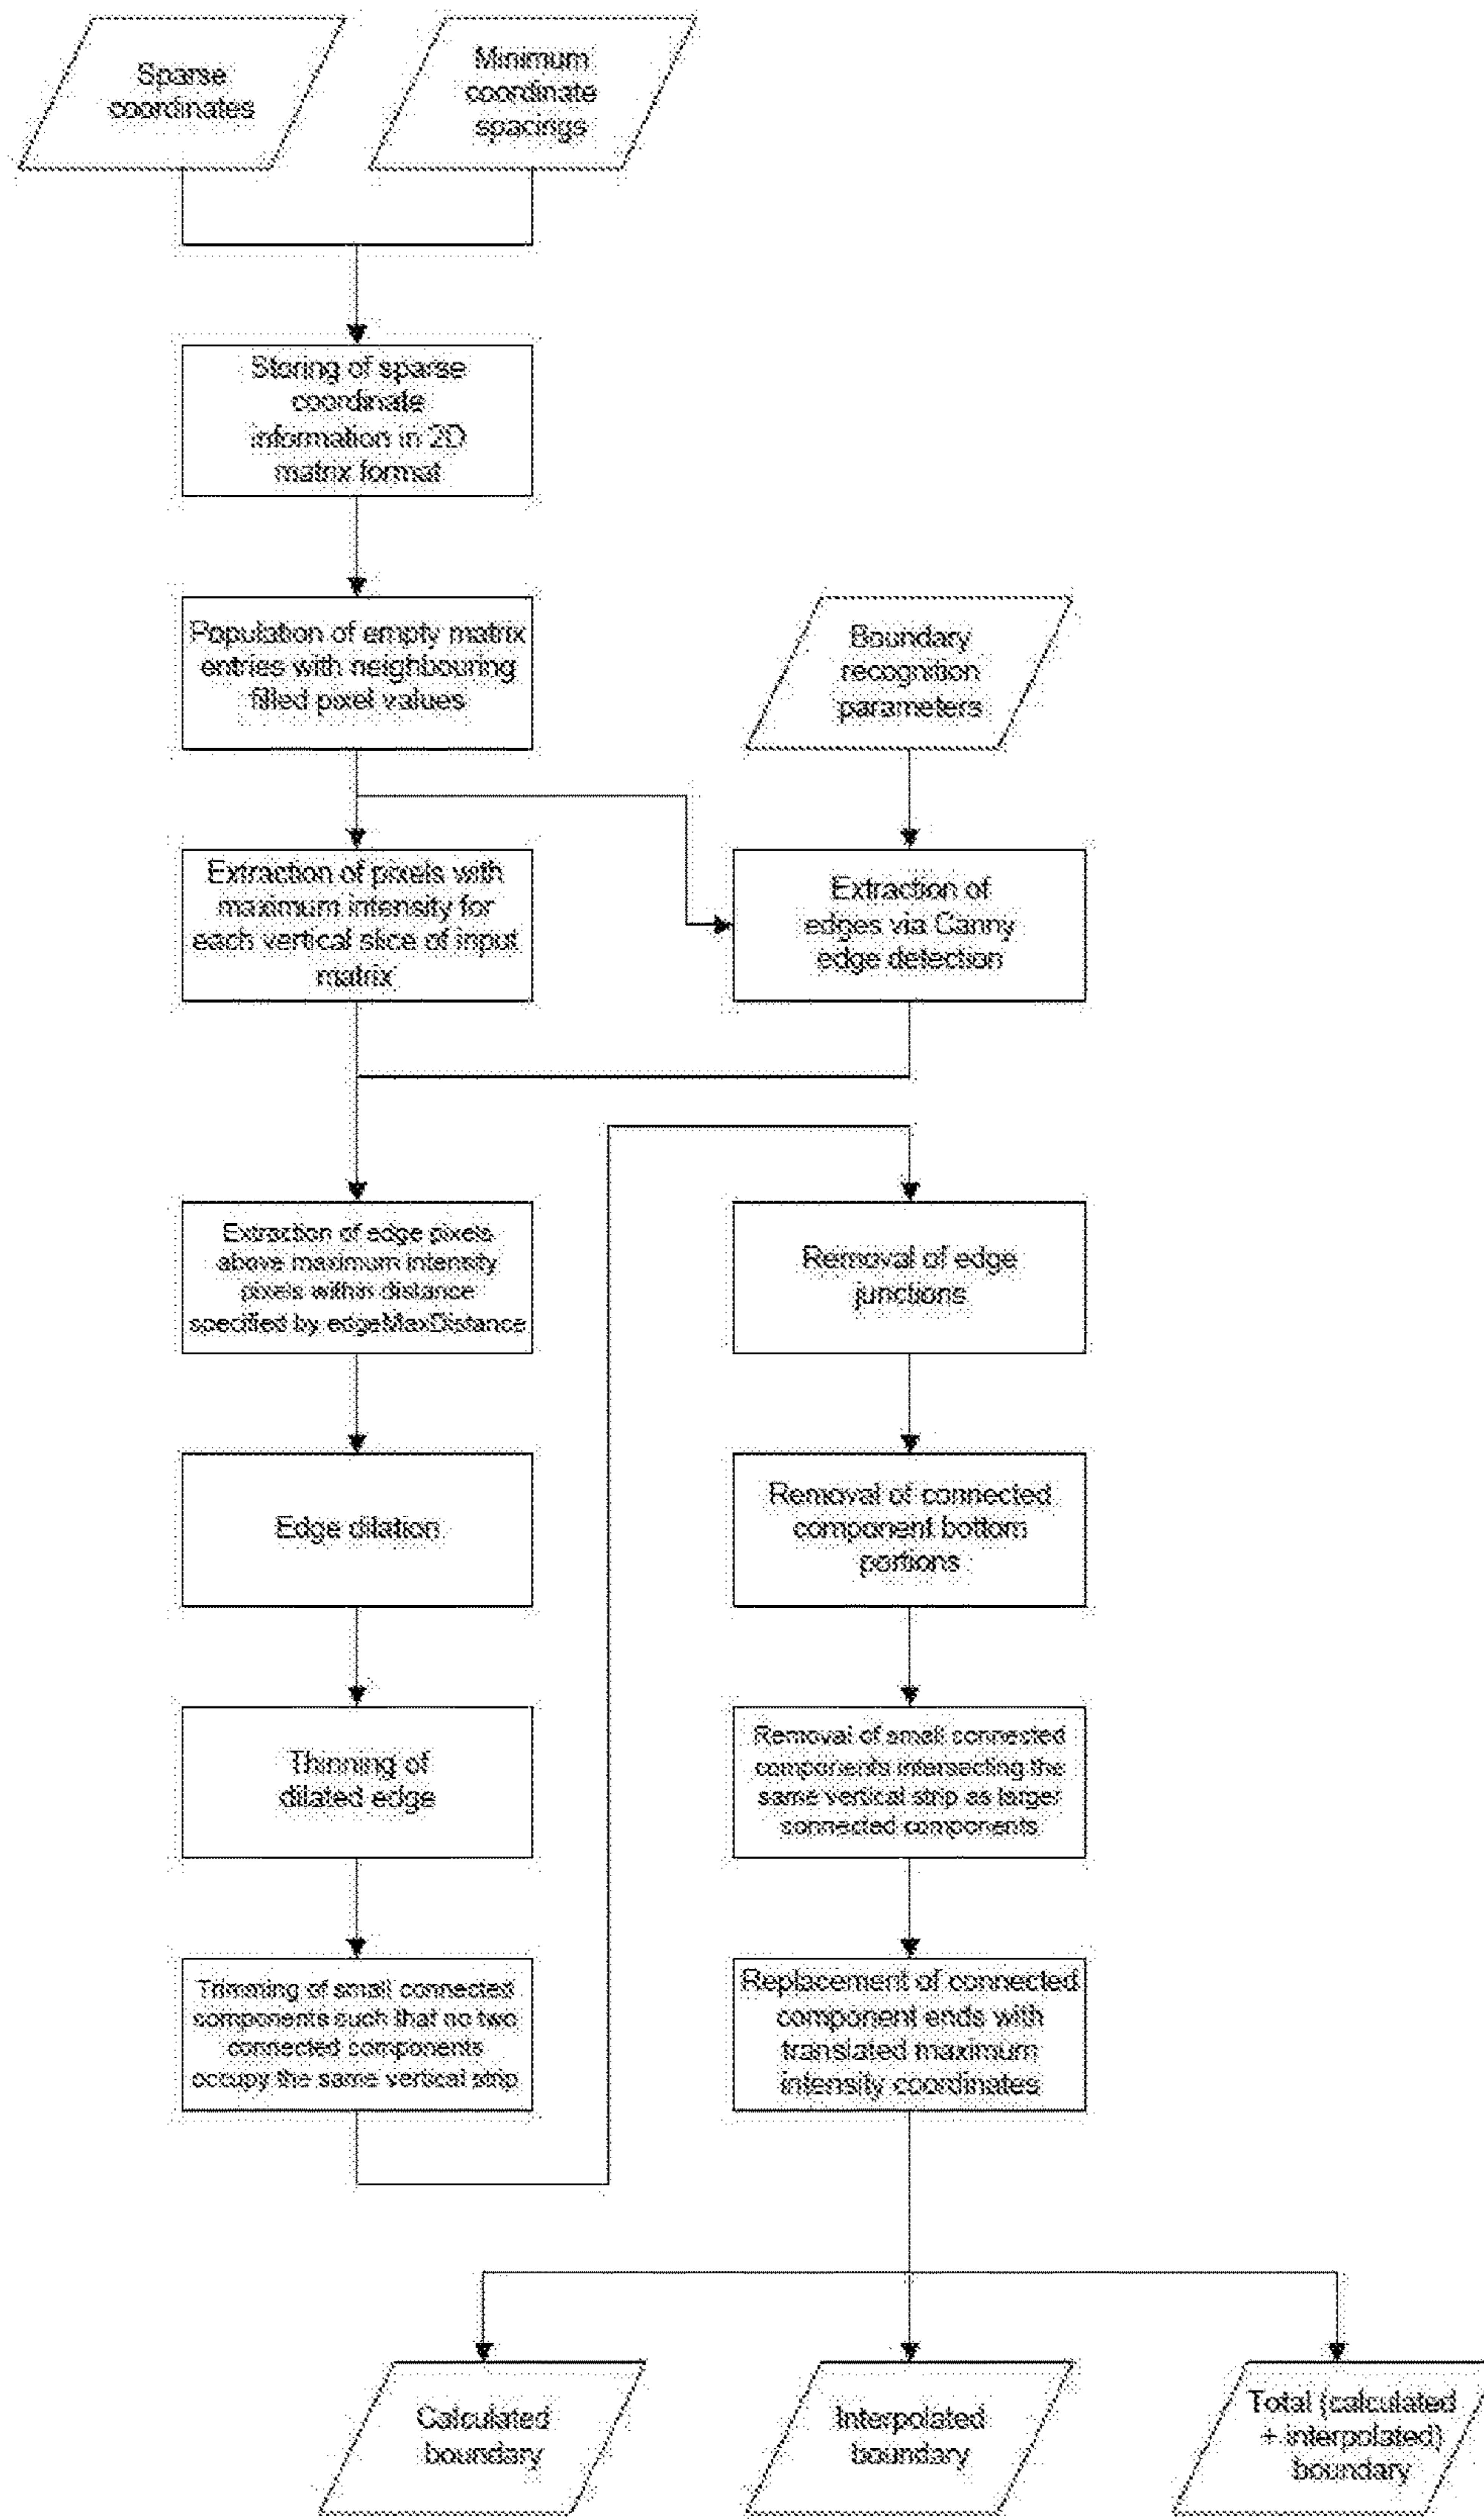 Sparse
coordinates
Minimum
coordinate
spacings
Storing of sparse
coordinate
information in 2D
matrix format
Population of empty matrix
entries with neighbouring
filled pixel values
Boundary
recognition
parameters
Extraction of pixels with
maximum intensity for
each vertical slice of input
matrix
Extraction of
edges via Canny
edge detection
Extraction of edge pixels
above maximum intensity
pixels within distance
specified by edgeMaxDistance
Edge dilation
Thinning of
dilated edge
Trimming of small connected
components such that no two
connected components
occupy the same vertical strip
Removal of edge
junctions
Removal of connected
component bottom
portions
Removal of small connected
components intersecting the
same vertical strip as larger
connected components
Replacement of connected
component ends with
translated maximum
intensity coordinates
Calculated
boundary
Interpolated
boundary
Total (calculated
+ interpolated)
boundary